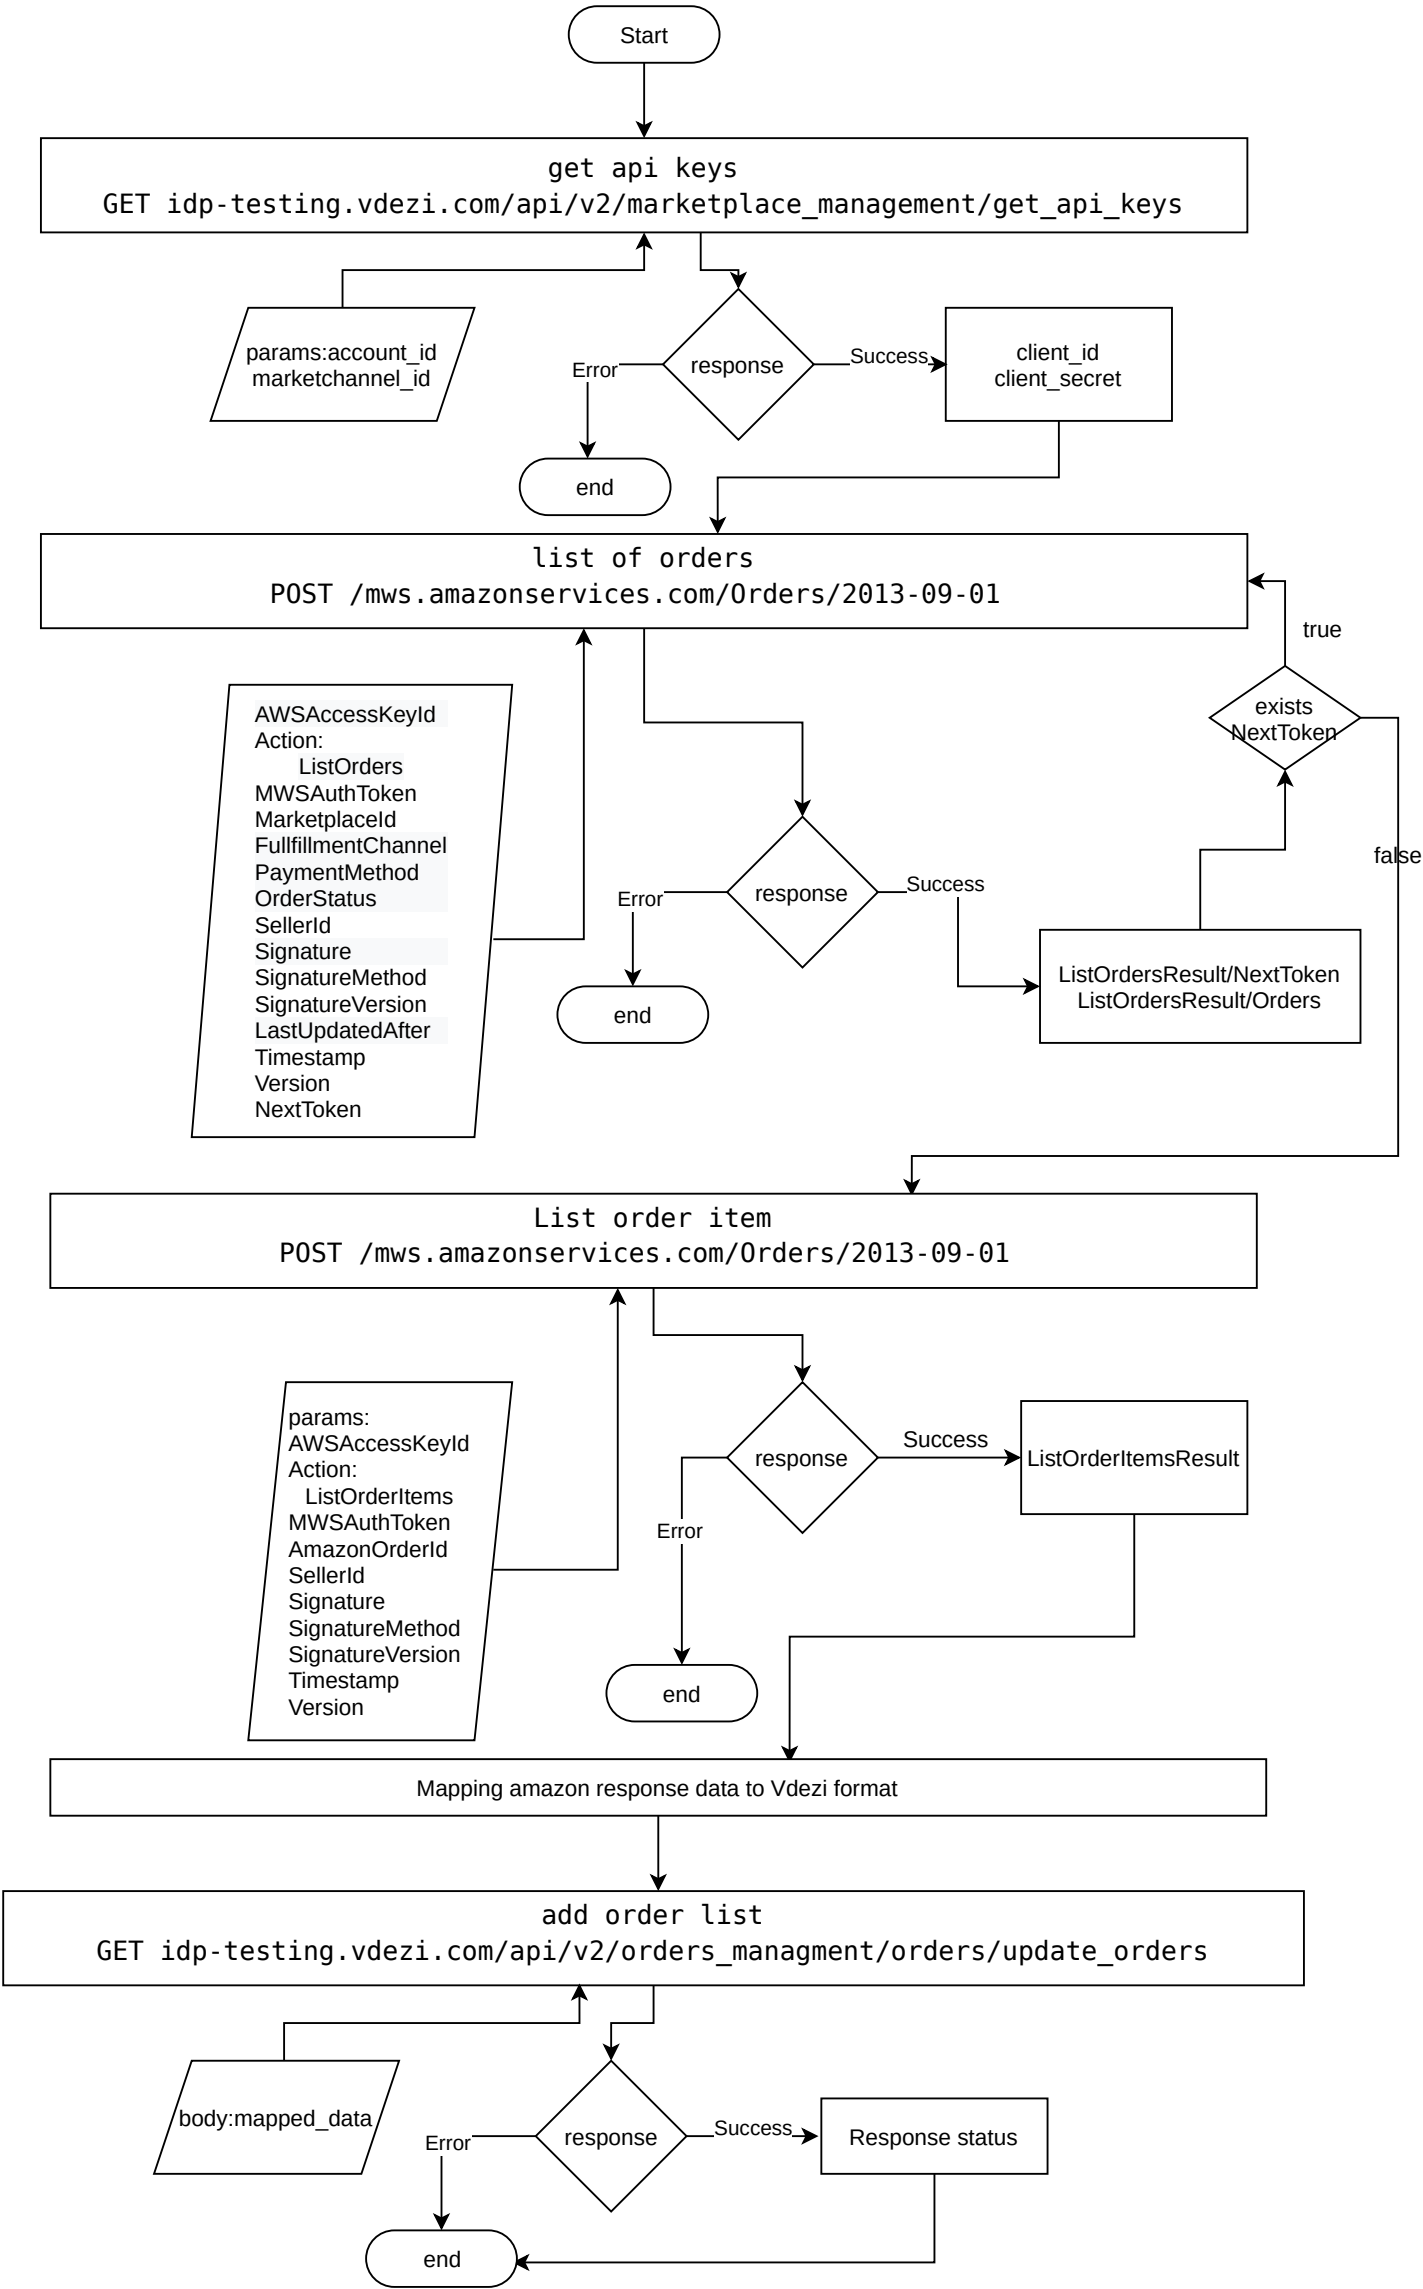 Start
get api keys
GET idp-testing.vdezi.com/api/v2/marketplace_management/get_api_keys
params:account_id
marketchannel_id
Error
response
Success
client_id
client_secret
end
list of orders
POST /mws.amazonservices.com/Orders/2013-09-01
true
exists
NextToken
false
AWSAccessKeyId
Action:
ListOrders
MWSAuthToken
MarketplaceId
FullfillmentChannel
PaymentMethod
OrderStatus
SellerId
Signature
SignatureMethod
SignatureVersion
LastUpdatedAfter
Timestamp
Version
NextToken
Error
response
Success
end
ListOrdersResult/NextToken
ListOrdersResult/Orders
List order item
POST /mws.amazonservices.com/Orders/2013-09-01
params:
AWSAccessKeyId
Action:
ListOrderItems
MWSAuthToken
AmazonOrderId
SellerId
Signature
SignatureMethod
SignatureVersion
Timestamp
Version
response
Success
ListOrderItemsResult
Error
end
Mapping amazon response data to Vdezi format
add order list
GET idp-testing.vdezi.com/api/v2/orders_managment/orders/update_orders
body:mapped_data
Error
response
Success
Response status
end